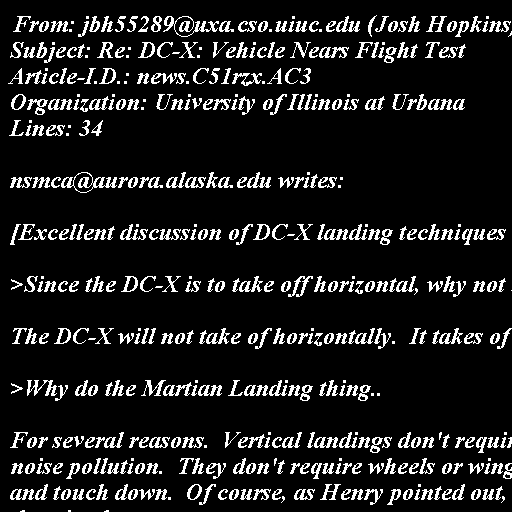 From: jbh55289@uxa.cso.uiuc.edu (Josh Hopkins)
Subject: Re: DC-X: Vehicle Nears Flight Test
Article-I.D.: news.C51rzx.AC3
Organization: University of Illinois at Urbana
Lines: 34
nsmca@aurora.alaska.edu writes:
[Excellent discussion of DC-X landing techniques
>Since the DC-X is to take off horizontal, why not
The DC-X will not take of horizontally.  It takes of
>Why do the Martian Landing thing..
For several reasons.  Vertical landings don't requir
noise pollution.  They don't require wheels or wing
and touch down.  Of course, as Henry pointed out,